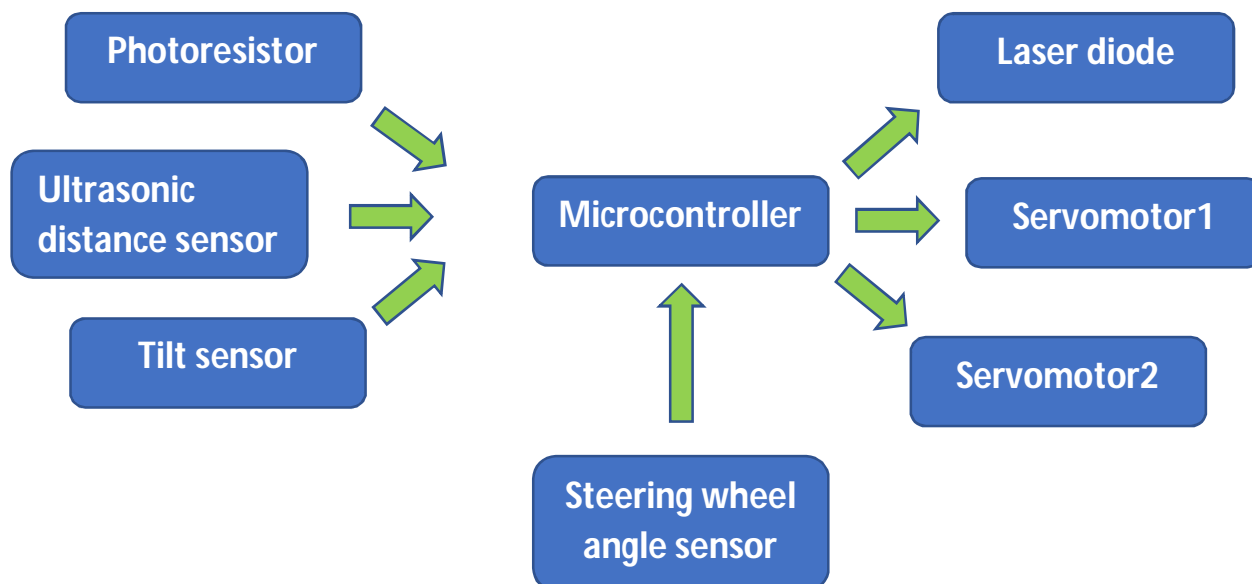 Photoresistor
Ultrasonic
distance sensor
Tilt sensor
Microcontroller
Steering wheel
angle sensor
Laser diode
Servomotor1
Servomotor2